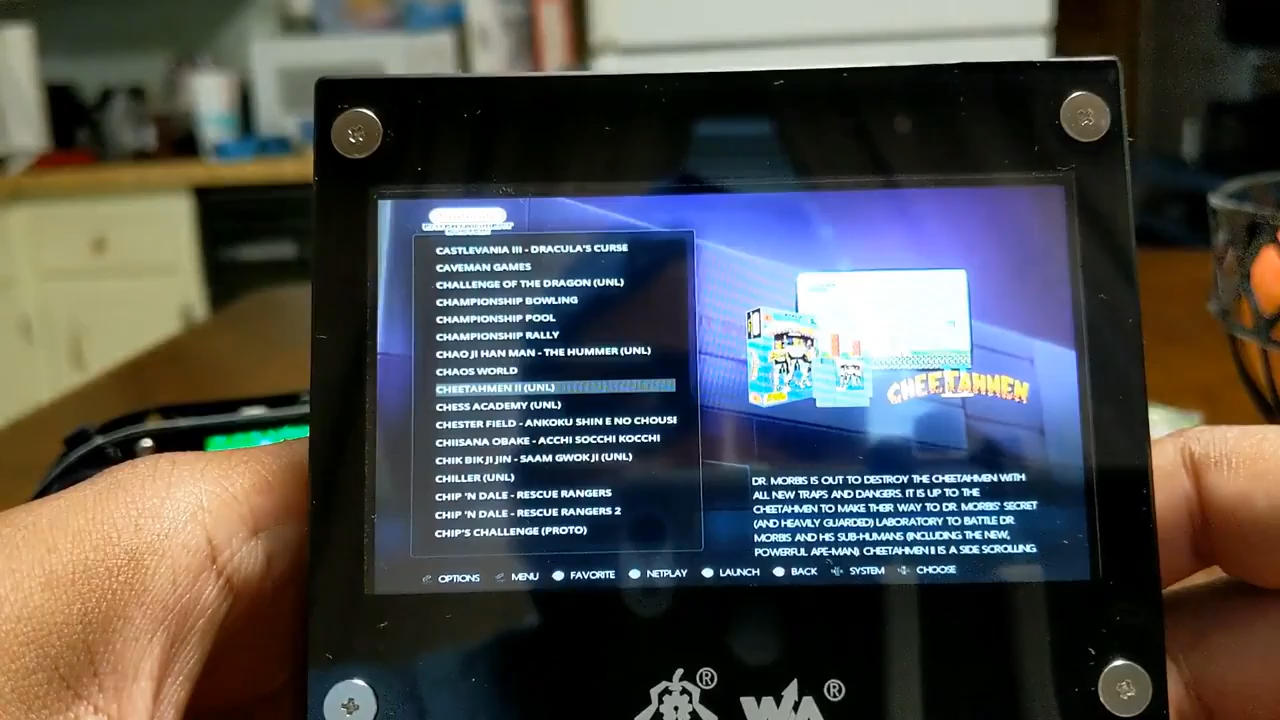 Nintendo
ENTERTAINMENT
SYSTEM
CASTLEVANIA III - DRACULA'S CURSE
CAVEMAN GAMES
CHALLENGE OF THE DRAGON (UNL)
CHAMPIONSHIP BOWLING
CHAMPIONSHIP POOL
CHAMPIONSHIP RALLY
CHAO JI HAN MAN - THE HUMMER (UNL)
CHAOS WORLD
CHEETAHMEN II (UNL)
CHESS ACADEMY (UNL)
CHESTER FIELD - ANKOKU SHIN E NO CHOUSE
CHIISANA OBAKE - ACCHI SOCCHI KOCCHI
CHIK BIK JI JIN - SAAM GWOK JI (UNL)
CHILLER (UNL)
CHIP 'N DALE - RESCUE RANGERS
CHIP 'N DALE - RESCUE RANGERS 2
CHIP'S CHALLENGE (PROTO)
CHEETAHMEN
II
DR. MORBIS IS OUT TO DESTROY THE CHEETAHMEN WITH
ALL NEW TRAPS AND DANGERS. IT IS UP TO THE
CHEETAHMEN TO MAKE THEIR WAY TO DR. MORBIS' SECRET
(AND HEAVILY GUARDED) LABORATORY TO BATTLE DR.
MORBIS AND HIS SUB-HUMANS (INCLUDING THE NEW,
POWERFUL APE-MAN). CHEETAHMEN II IS A SIDE SCROLLING
OPTIONS MENU FAVORITE NETPLAY LAUNCH BACK SYSTEM CHOOSE
® ®